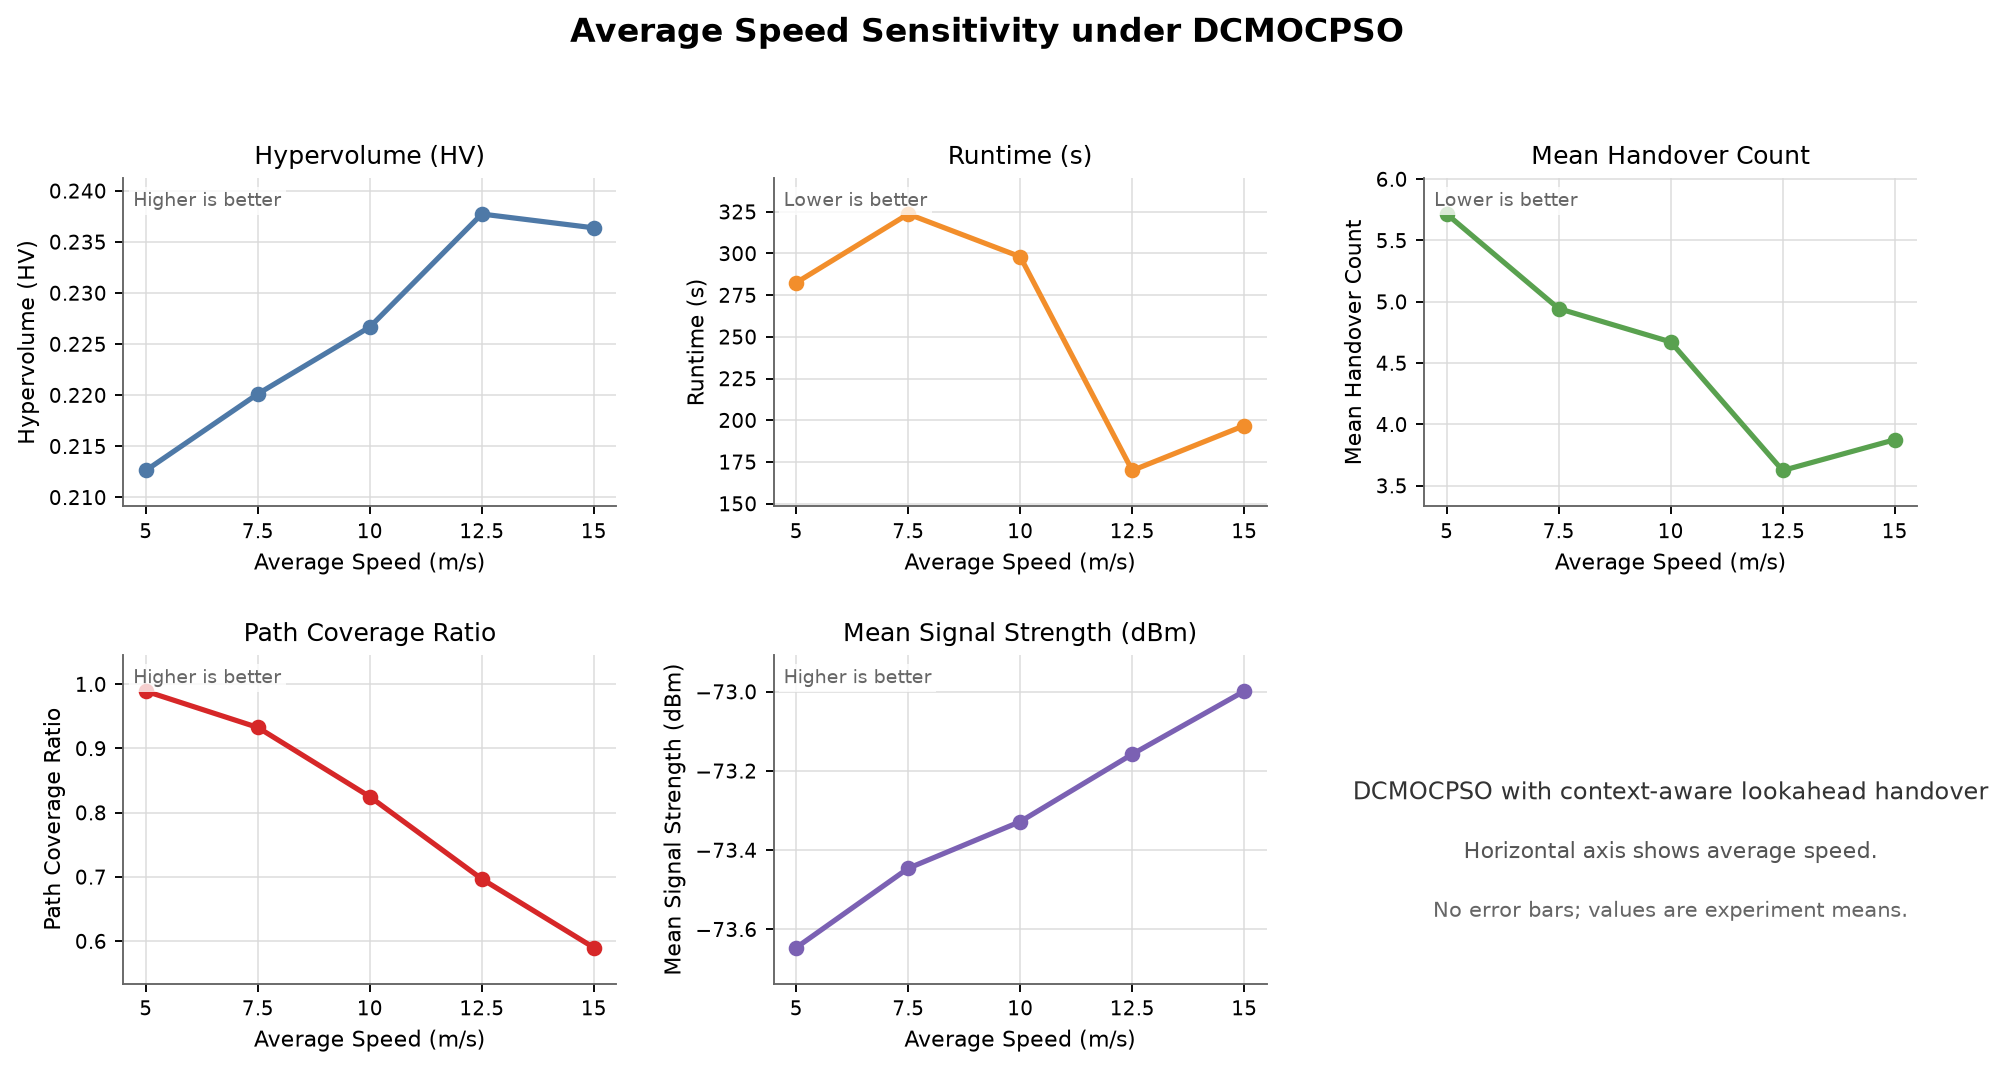 Average Speed Sensitivity under DCMOCPSO
Hypervolume (HV)
Higher is better
Hypervolume (HV)
0.240
0.235
0.230
0.225
0.220
0.215
0.210
5 7.5 10 12.5 15
Average Speed (m/s)
Runtime (s)
Lower is better
Runtime (s)
325
300
275
250
225
200
175
150
5 7.5 10 12.5 15
Average Speed (m/s)
Mean Handover Count
Lower is better
Mean Handover Count
6.0
5.5
5.0
4.5
4.0
3.5
5 7.5 10 12.5 15
Average Speed (m/s)
Path Coverage Ratio
Higher is better
Path Coverage Ratio
1.0
0.9
0.8
0.7
0.6
5 7.5 10 12.5 15
Average Speed (m/s)
Mean Signal Strength (dBm)
Higher is better
Mean Signal Strength (dBm)
−73.0
−73.2
−73.4
−73.6
5 7.5 10 12.5 15
Average Speed (m/s)
DCMOCPSO with context-aware lookahead handover
Horizontal axis shows average speed.
No error bars; values are experiment means.